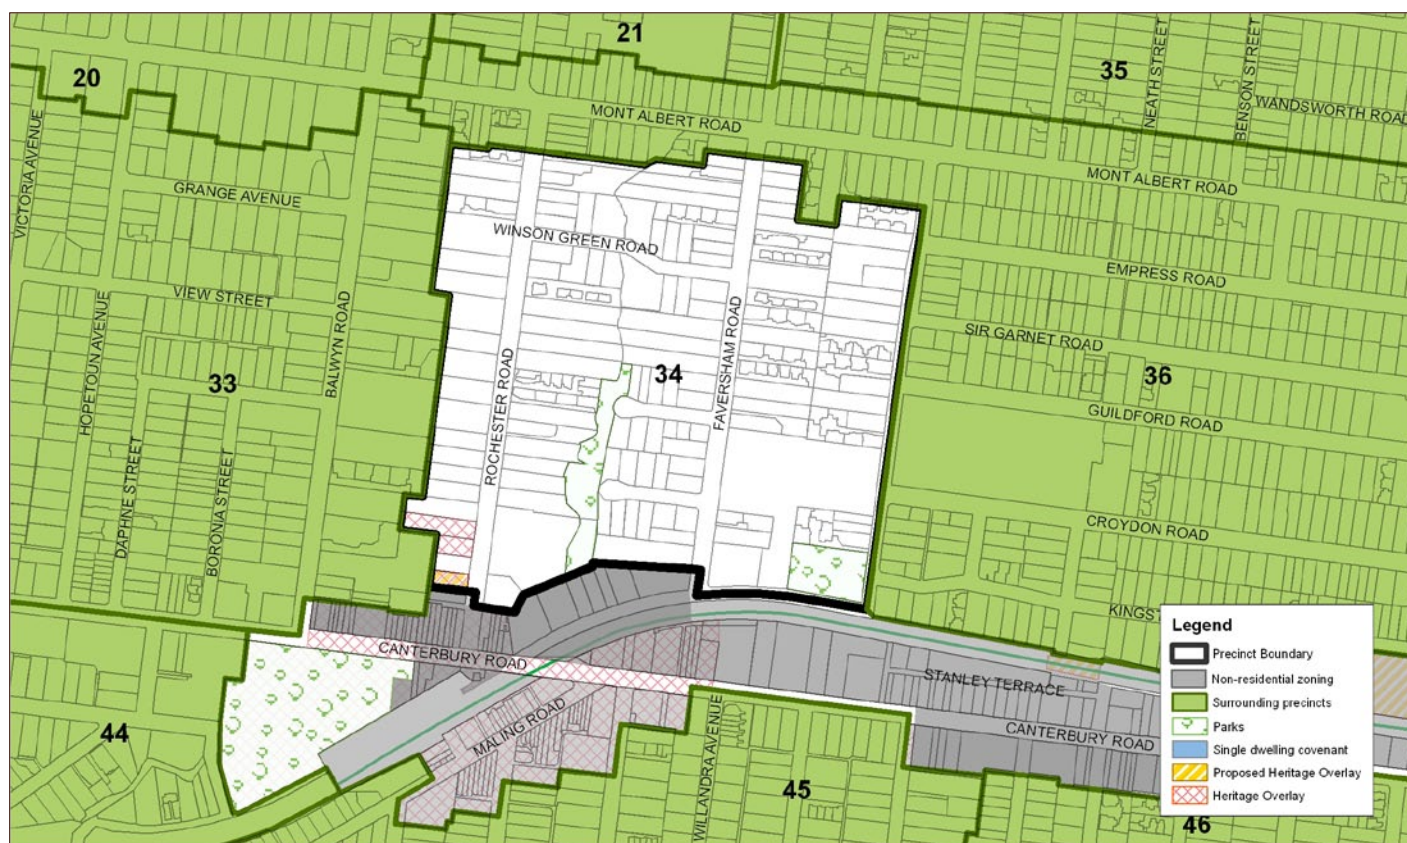 21
20
35
NEATH STREET
BENSON STREET
WANDSWORTH ROAD
MONT ALBERT ROAD
VICTORIA AVENUE
GRANGE AVENUE
MONT ALBERT ROAD
WINSON GREEN ROAD
EMPRESS ROAD
VIEW STREET
HOPETOUN AVENUE
BALWYN ROAD
FAVERSHAM ROAD
SIR GARNET ROAD
33
34
36
ROCHESTER ROAD
GUILDFORD ROAD
DAPHNE STREET
BORONIA STREET
CROYDON ROAD
KINGST
CANTERBURY ROAD
STANLEY TERRACE
MALING ROAD
WILLANDRA AVENUE
CANTERBURY ROAD
44
45
46
Legend
Precinct Boundary
Non-residential zoning
Surrounding precincts
Parks
Single dwelling covenant
Proposed Heritage Overlay
Heritage Overlay